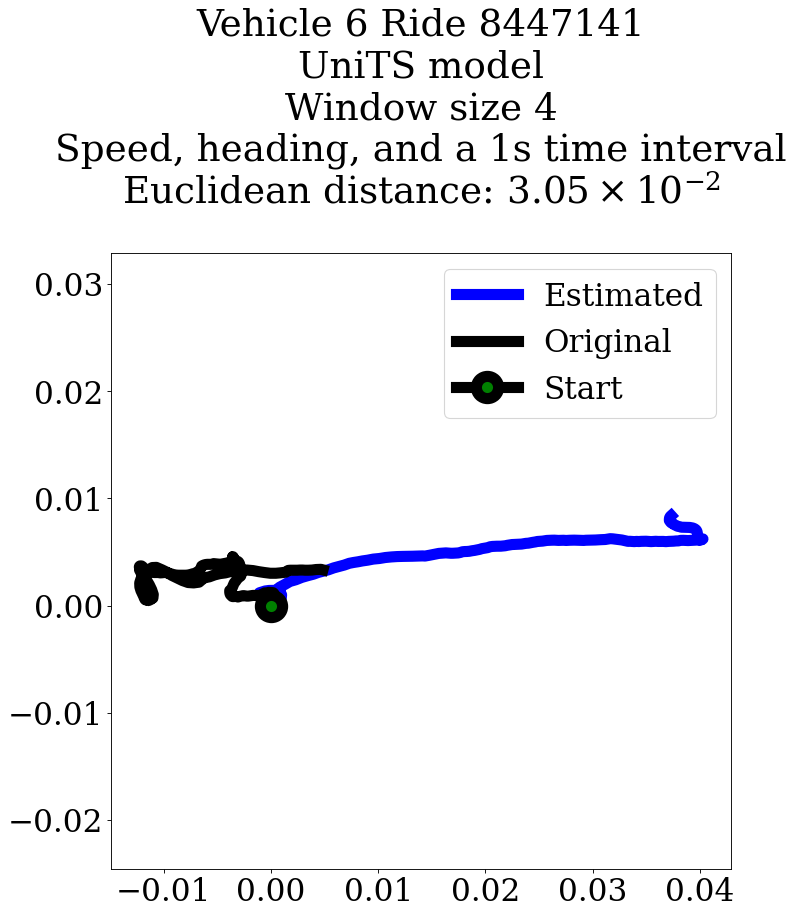 Vehicle 6 Ride 8447141
UniTS model
Window size 4
Speed, heading, and a 1s time interval
Euclidean distance: 3.05 × 10⁻²
Estimated
Original
Start
0.03
0.02
0.01
0.00
−0.01
−0.02
−0.01 0.00 0.01 0.02 0.03 0.04